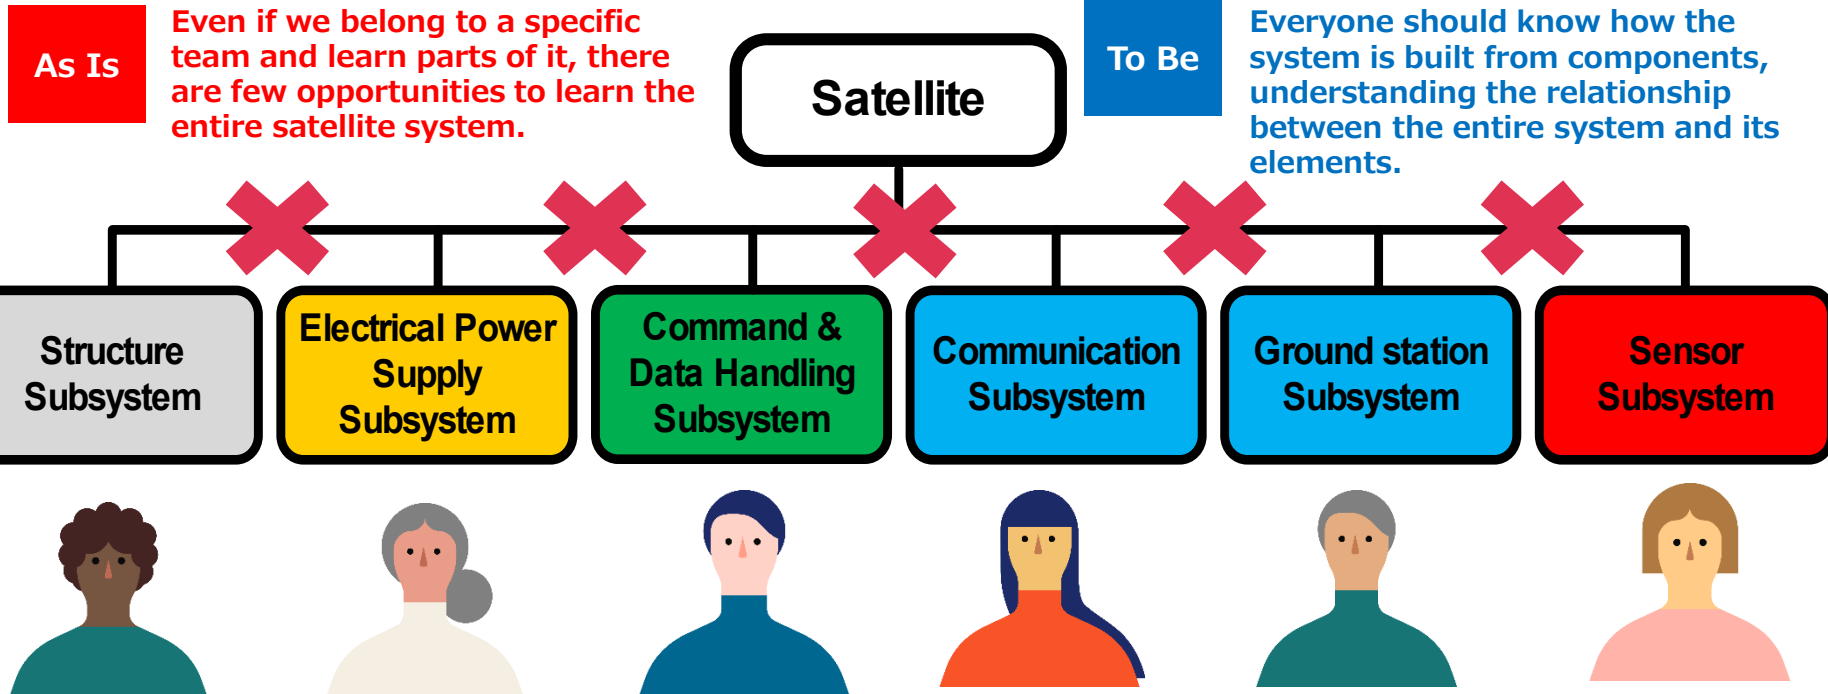 As Is
Even if we belong to a specific
team and learn parts of it, there
are few opportunities to learn the
entire satellite system.
Satellite
To Be
Everyone should know how the
system is built from components,
understanding the relationship
between the entire system and its
elements.
Structure
Subsystem
Electrical Power
Supply
Subsystem
Command &
Data Handling
Subsystem
Communication
Subsystem
Ground station
Subsystem
Sensor
Subsystem